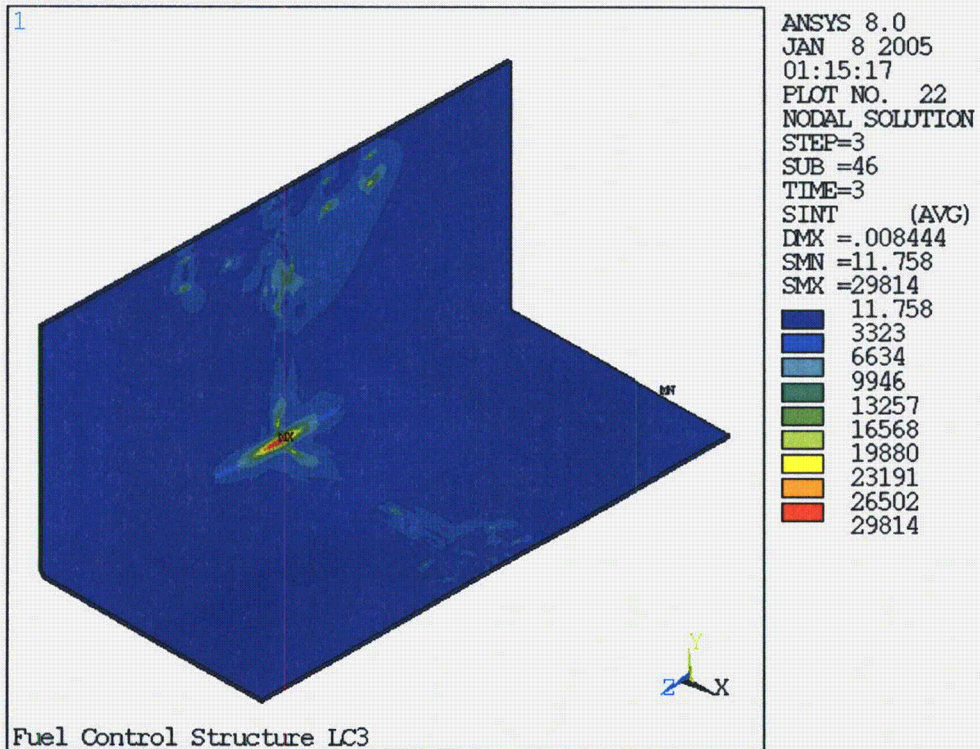 1
ANSYS 8.0
JAN  8 2005
01:15:17
PLOT NO.  22
NODAL SOLUTION
STEP=3
SUB =46
TIME=3
SINT     (AVG)
DMX =.008444
SMN =11.758
SMX =29814
11.758
3323
6634
9946
13257
16568
19880
23191
26502
29814
MN
MX
Y
Z
X
Fuel Control Structure LC3